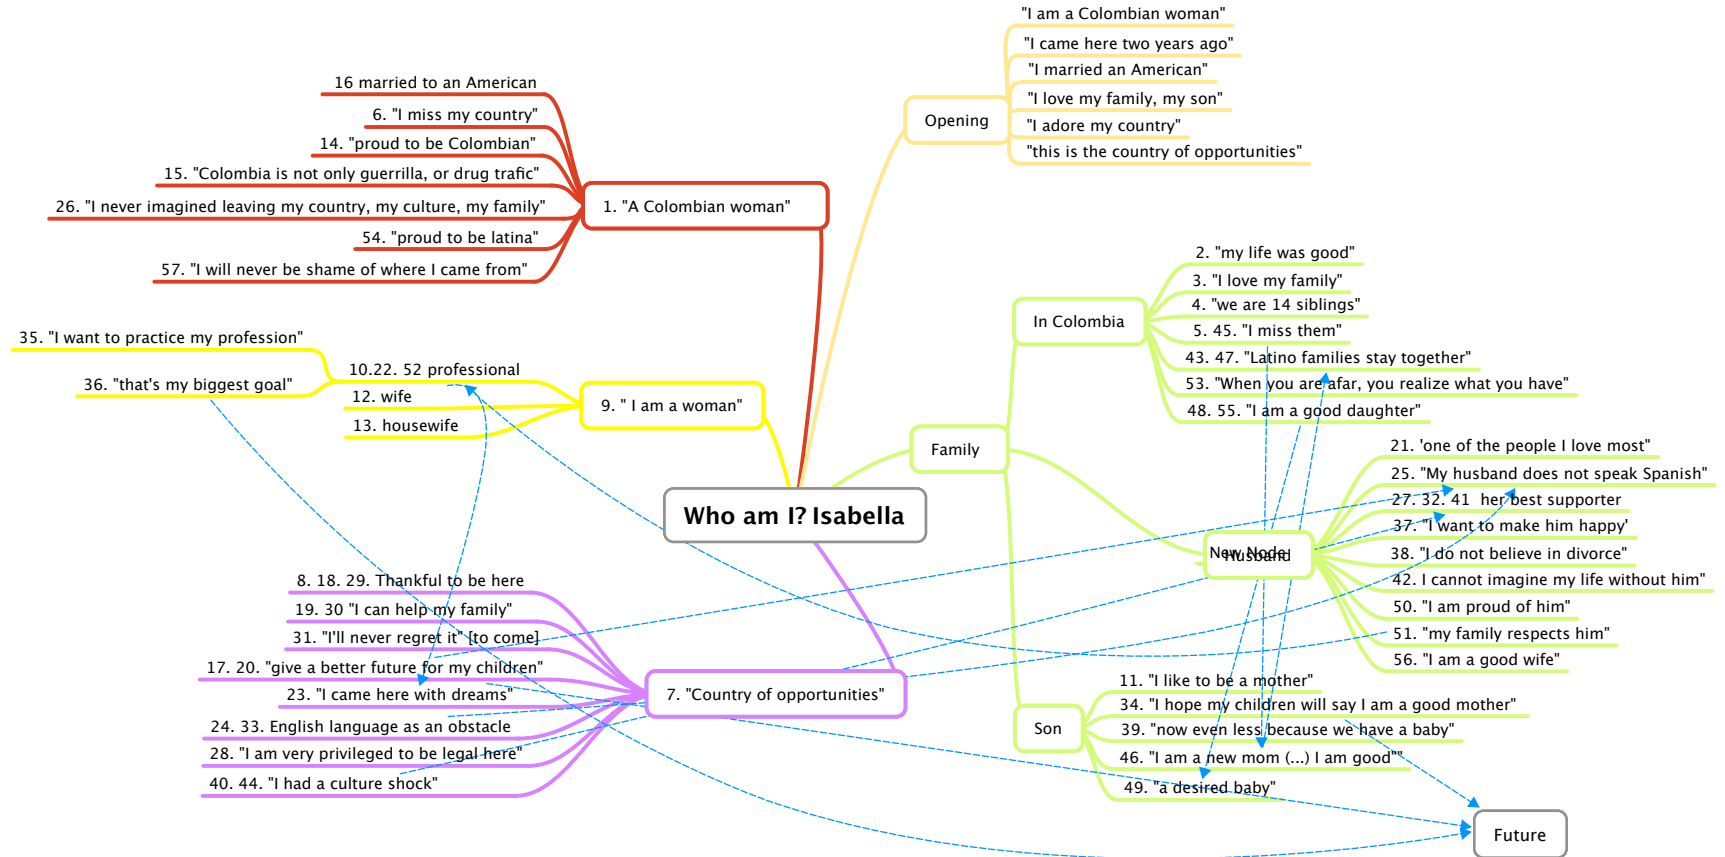 "I am a Colombian woman"
"I came here two years ago"
"I married an American"
"I love my family, my son"
"I adore my country"
"this is the country of opportunities"
Opening
16 married to an American
6. "I miss my country"
14. "proud to be Colombian"
15. "Colombia is not only guerrilla, or drug trafic"
26. "I never imagined leaving my country, my culture, my family"
54. "proud to be latina"
57. "I will never be shame of where I came from"
1. "A Colombian woman"
35. "I want to practice my profession"
36. "that's my biggest goal"
10.22. 52 professional
12. wife
13. housewife
9. " I am a woman"
Who am I? Isabella
Family
In Colombia
2. "my life was good"
3. "I love my family"
4. "we are 14 siblings"
5. 45. "I miss them"
43. 47. "Latino families stay together"
53. "When you are afar, you realize what you have"
48. 55. "I am a good daughter"
New Node
Husband
21. 'one of the people I love most"
25. "My husband does not speak Spanish"
27. 32. 41  her best supporter
37. "I want to make him happy'
38. "I do not believe in divorce"
42. I cannot imagine my life without him"
50. "I am proud of him"
51. "my family respects him"
56. "I am a good wife"
Son
11. "I like to be a mother"
34. "I hope my children will say I am a good mother"
39. "now even less because we have a baby"
46. "I am a new mom (...) I am good""
49. "a desired baby"
8. 18. 29. Thankful to be here
19. 30 "I can help my family"
31. "I'll never regret it" [to come]
17. 20. "give a better future for my children"
23. "I came here with dreams"
24. 33. English language as an obstacle
28. "I am very privileged to be legal here"
40. 44. "I had a culture shock"
7. "Country of opportunities"
Future